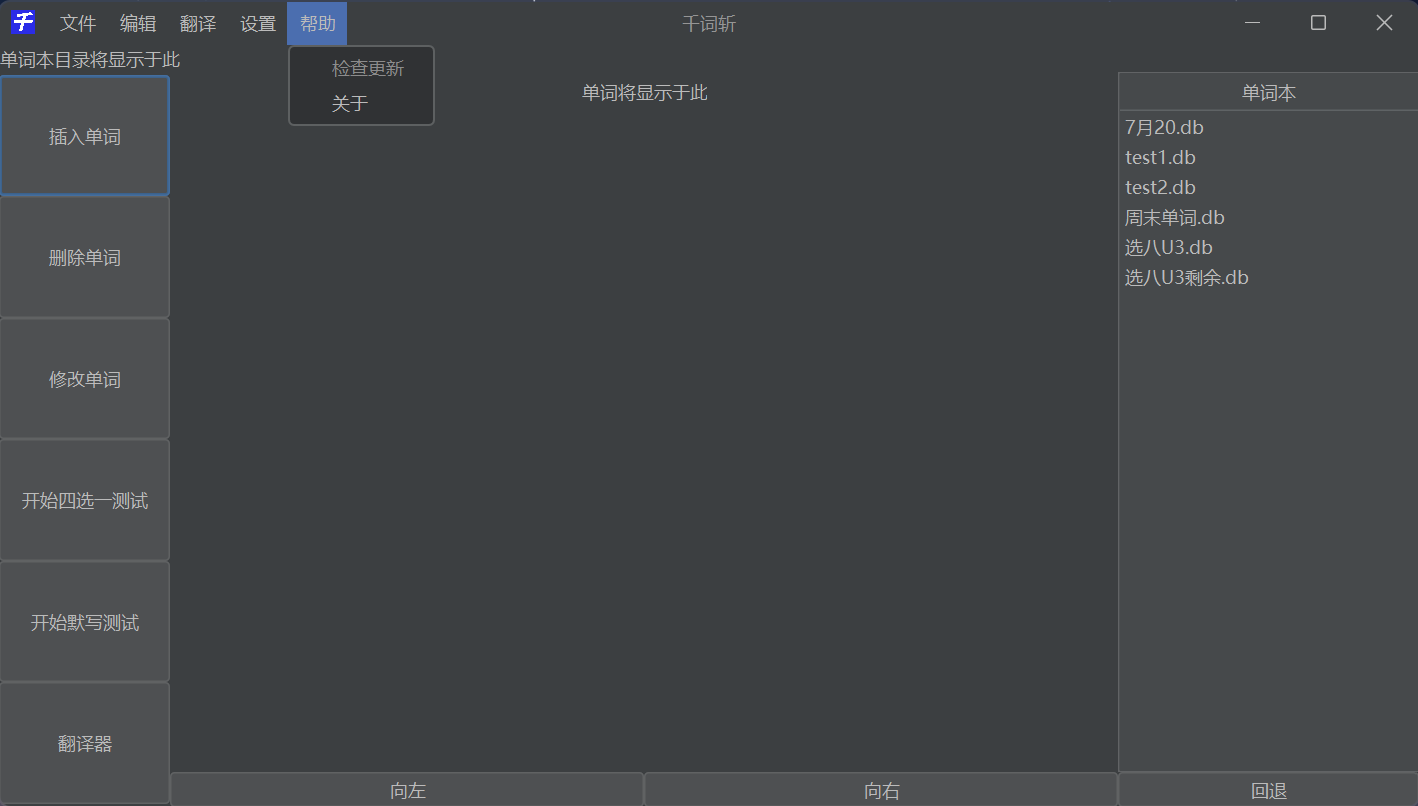 千 文件 编辑 翻译 设置 帮助 千词斩
单词本目录将显示于此
检查更新
关于
插入单词
删除单词
修改单词
开始四选一测试
开始默写测试
翻译器
单词将显示于此
单词本
7月20.db
test1.db
test2.db
周末单词.db
选八U3.db
选八U3剩余.db
向左 向右 回退